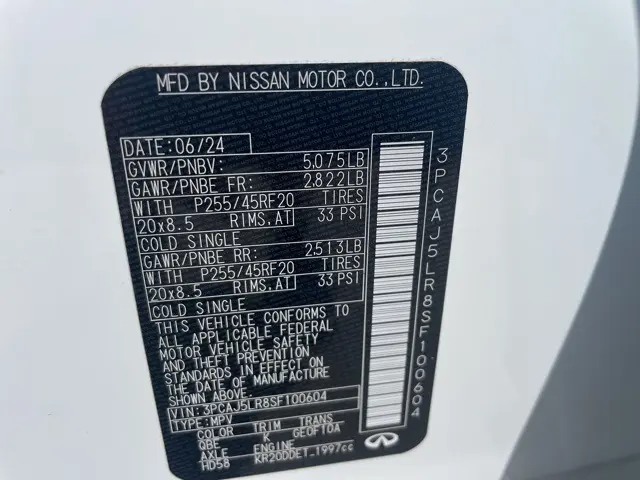 MFD BY NISSAN MOTOR CO.,LTD.
DATE:06/24
GVWR/PNBV: 5,075LB
GAWR/PNBE FR: 2,822LB
WITH P255/45RF20 TIRES
20x8.5 RIMS,AT 33 PSI
COLD SINGLE
GAWR/PNBE RR: 2,513LB
WITH P255/45RF20 TIRES
20x8.5 RIMS,AT 33 PSI
COLD SINGLE
THIS VEHICLE CONFORMS TO
ALL APPLICABLE FEDERAL
MOTOR VEHICLE SAFETY
AND THEFT PREVENTION
STANDARDS IN EFFECT ON
THE DATE OF MANUFACTURE
SHOWN ABOVE.
VIN: 3PCAJ5LR8SF100604
TYPE:MPV
COLOR TRIM TRANS
QBE K GE0FTOA
AXLE ENGINE
HD58 KR20DDET 1997cc
3PCAJ5LR8SF100604